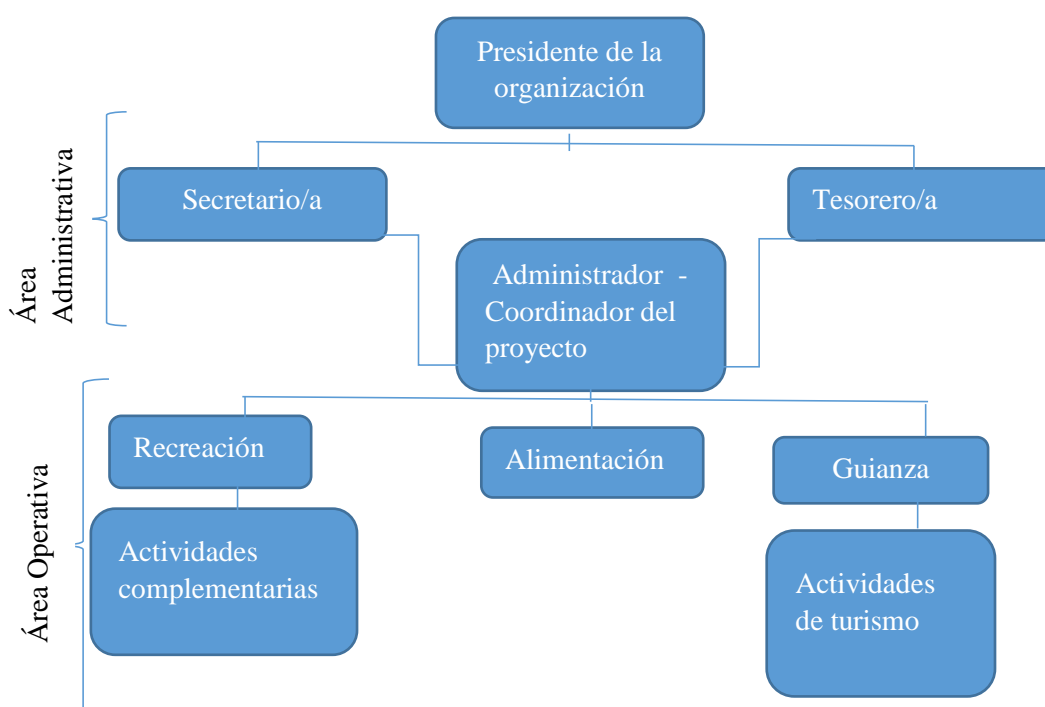 Presidente de la
organización
Área
Administrativa
Secretario/a
Tesorero/a
Administrador -
Coordinador del
proyecto
Área Operativa
Recreación
Alimentación
Guianza
Actividades
complementarias
Actividades
de turismo